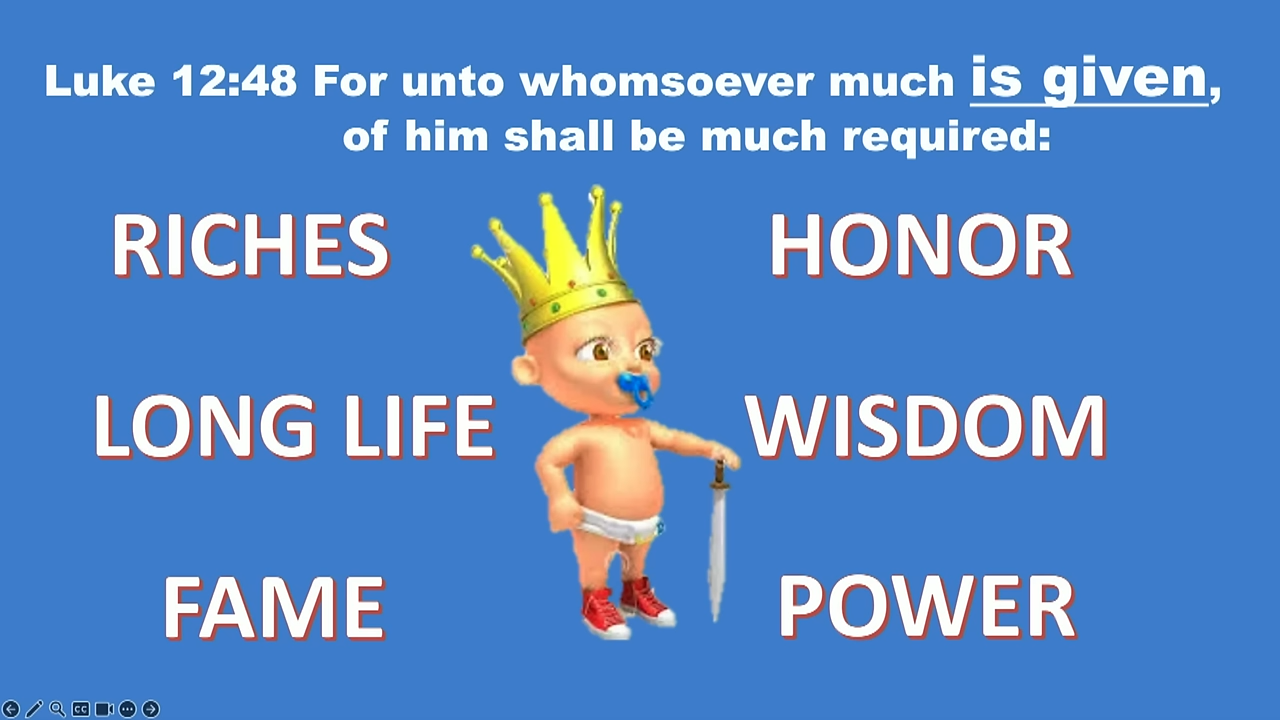 Luke 12:48 For unto whomsoever much is given,
of him shall be much required:
RICHES
HONOR
LONG LIFE
WISDOM
FAME
POWER
CC